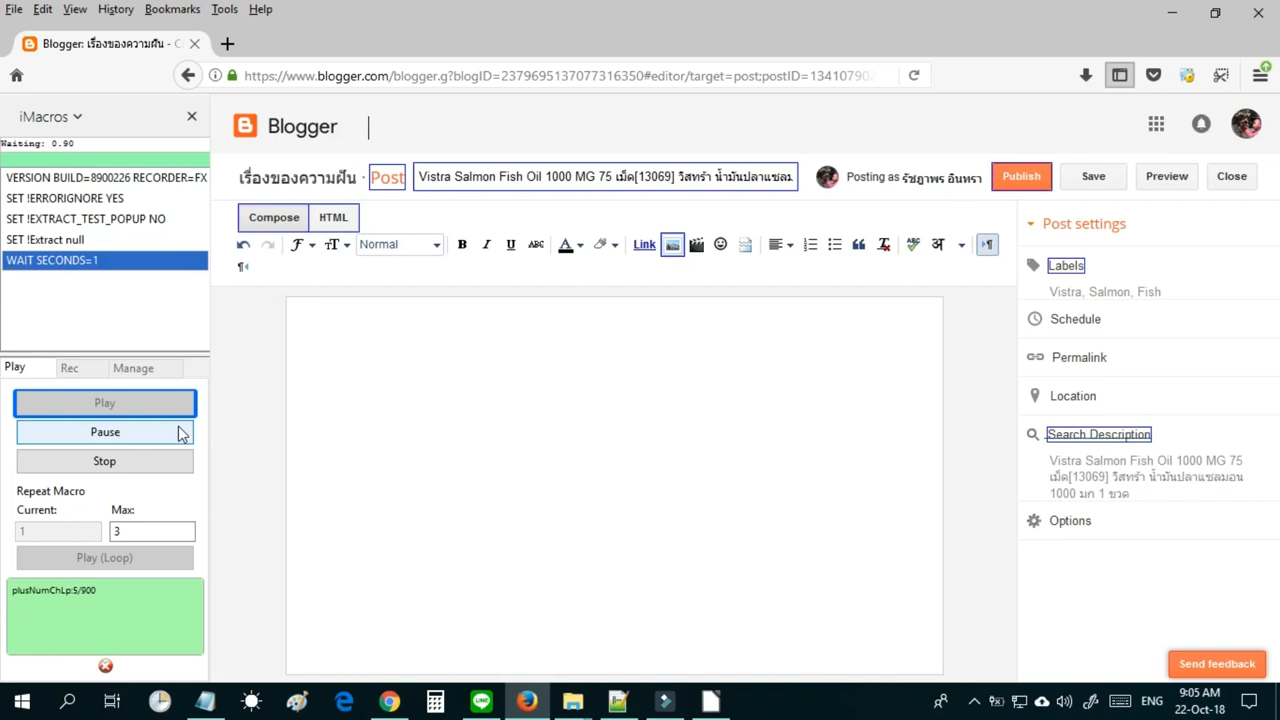 File Edit View History Bookmarks Tools Help
Blogger: เรื่องของความฝัน - C
https://www.blogger.com/blogger.g?blogID=2379695137077316350#editor/target=post;postID=134107902
iMacros
Waiting: 0.90
VERSION BUILD=8900226 RECORDER=FX
SET !ERRORIGNORE YES
SET !EXTRACT_TEST_POPUP NO
SET !Extract null
WAIT SECONDS=1
Play Rec Manage
Play
Pause
Stop
Repeat Macro
Current: Max:
1 3
Play (Loop)
plusNumChLp:5/900
Blogger
เรื่องของความฝัน · Post Vistra Salmon Fish Oil 1000 MG 75 เม็ด[13069] วิสทร้า น้ำมันปลาแซลม. Posting as รัชฎาพร อินทรา Publish Save Preview Close
Compose HTML
Normal B I U ABC A Link
Post settings
Labels
Vistra, Salmon, Fish
Schedule
Permalink
Location
Search Description
Vistra Salmon Fish Oil 1000 MG 75
เม็ด[13069] วิสทร้า น้ำมันปลาแซลมอน
1000 มก 1 ขวด
Options
Send feedback
ENG
9:05 AM
22-Oct-18